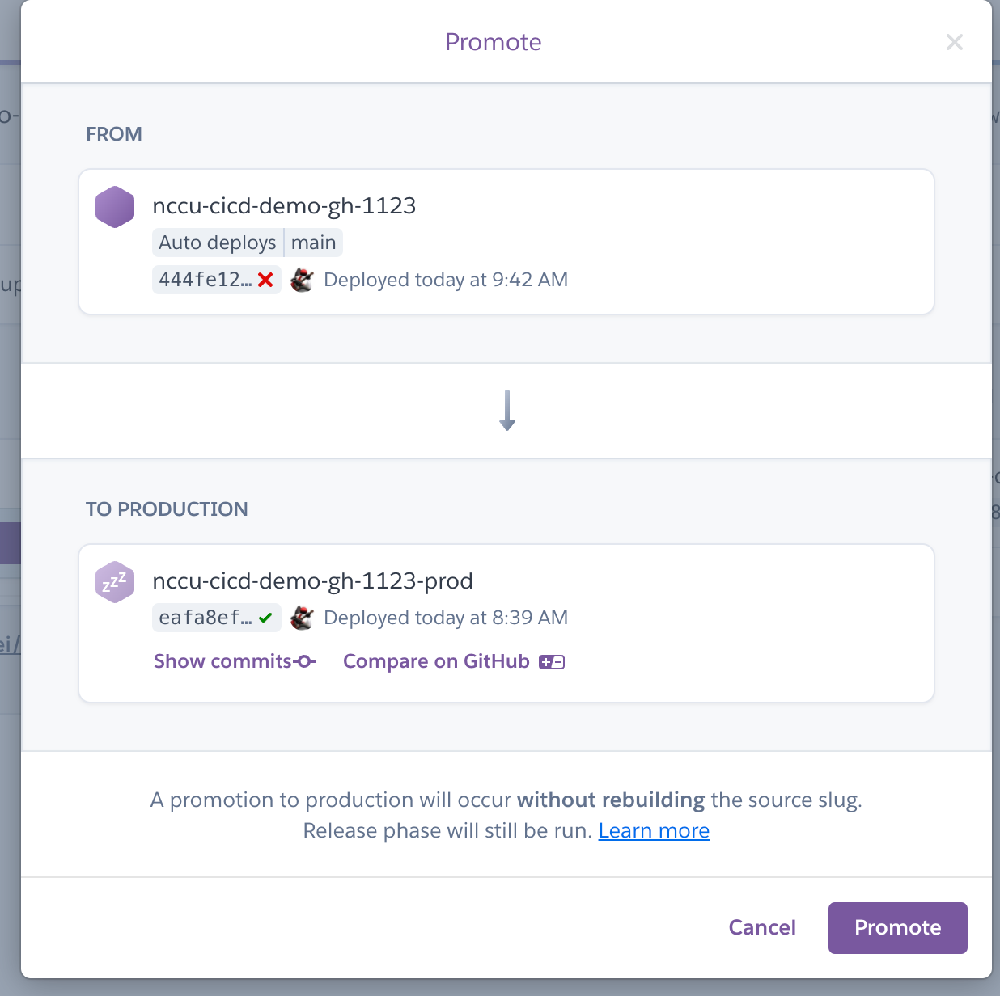 Promote
FROM
nccu-cicd-demo-gh-1123
Auto deploys main
444fe12…
Deployed today at 9:42 AM
TO PRODUCTION
zzz
nccu-cicd-demo-gh-1123-prod
eafa8ef…
Deployed today at 8:39 AM
Show commits
Compare on GitHub
A promotion to production will occur without rebuilding the source slug.
Release phase will still be run. Learn more
Cancel
Promote